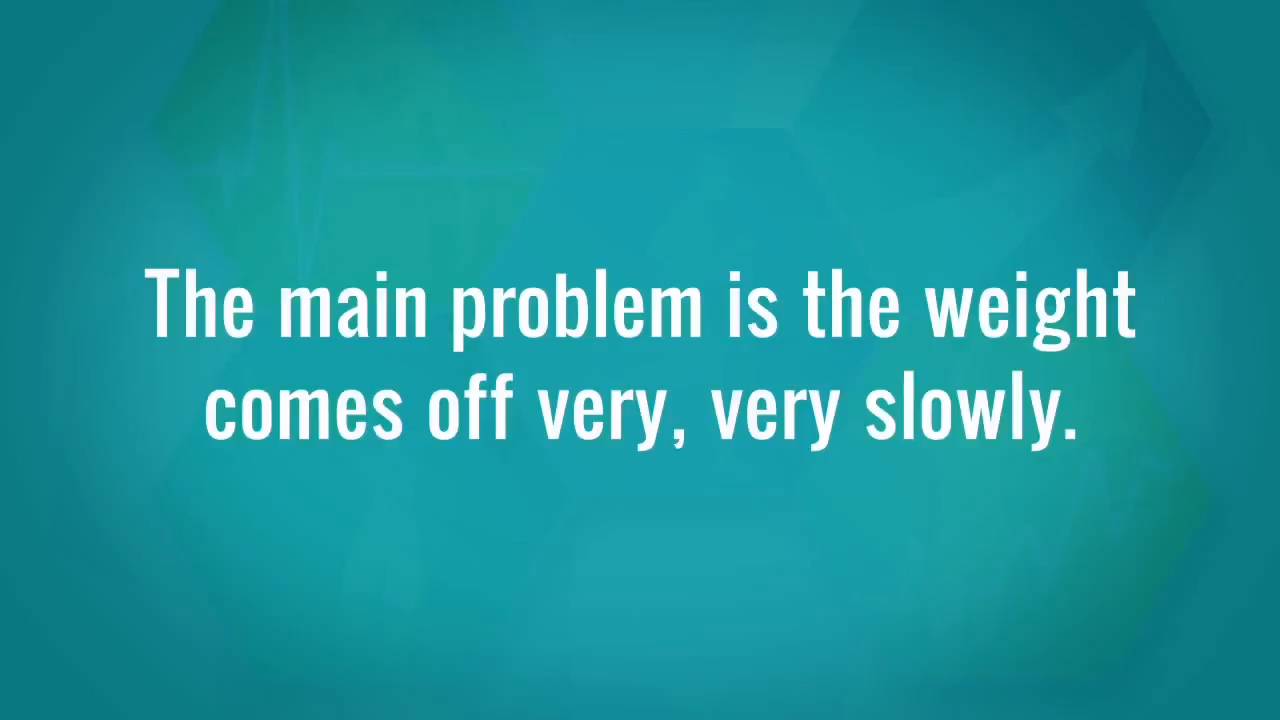 The main problem is the weight
comes off very, very slowly.